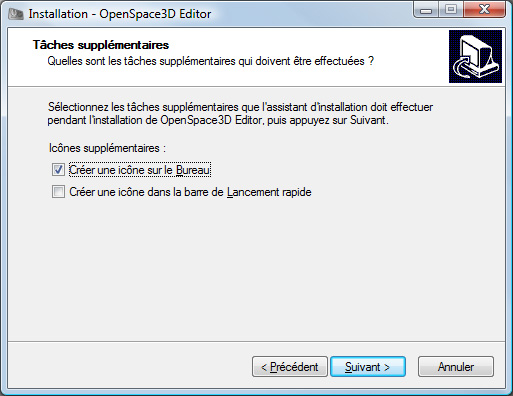 Installation - OpenSpace3D Editor
Tâches supplémentaires
Quelles sont les tâches supplémentaires qui doivent être effectuées ?
Sélectionnez les tâches supplémentaires que l'assistant d'installation doit effectuer
pendant l'installation de OpenSpace3D Editor, puis appuyez sur Suivant.
Icônes supplémentaires :
Créer une icône sur le Bureau
Créer une icône dans la barre de Lancement rapide
< Précédent
Suivant >
Annuler